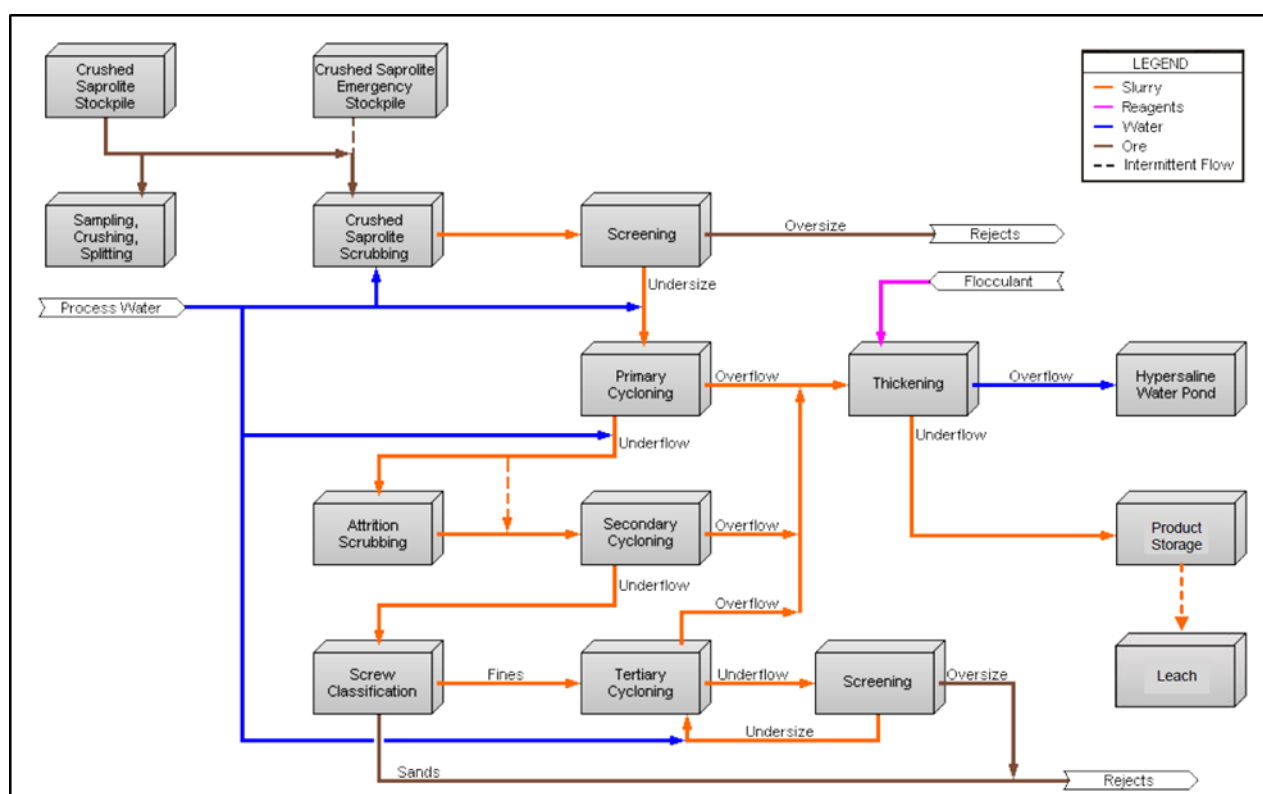 Crushed
Saprolite
Stockpile
Crushed Saprolite
Emergency
Stockpile
LEGEND
Slurry
Reagents
Water
Ore
Intermittent Flow
Sampling,
Crushing,
Splitting
Crushed
Saprolite
Scrubbing
Screening
Oversize
Rejects
Undersize
Flocculant
Process Water
Primary
Cycloning
Overflow
Thickening
Overflow
Hypersaline
Water Pond
Underflow
Underflow
Attrition
Scrubbing
Secondary
Cycloning
Overflow
Product
Storage
Underflow
Overflow
Screw
Classification
Fines
Tertiary
Cycloning
Underflow
Screening
Oversize
Leach
Undersize
Sands
Rejects